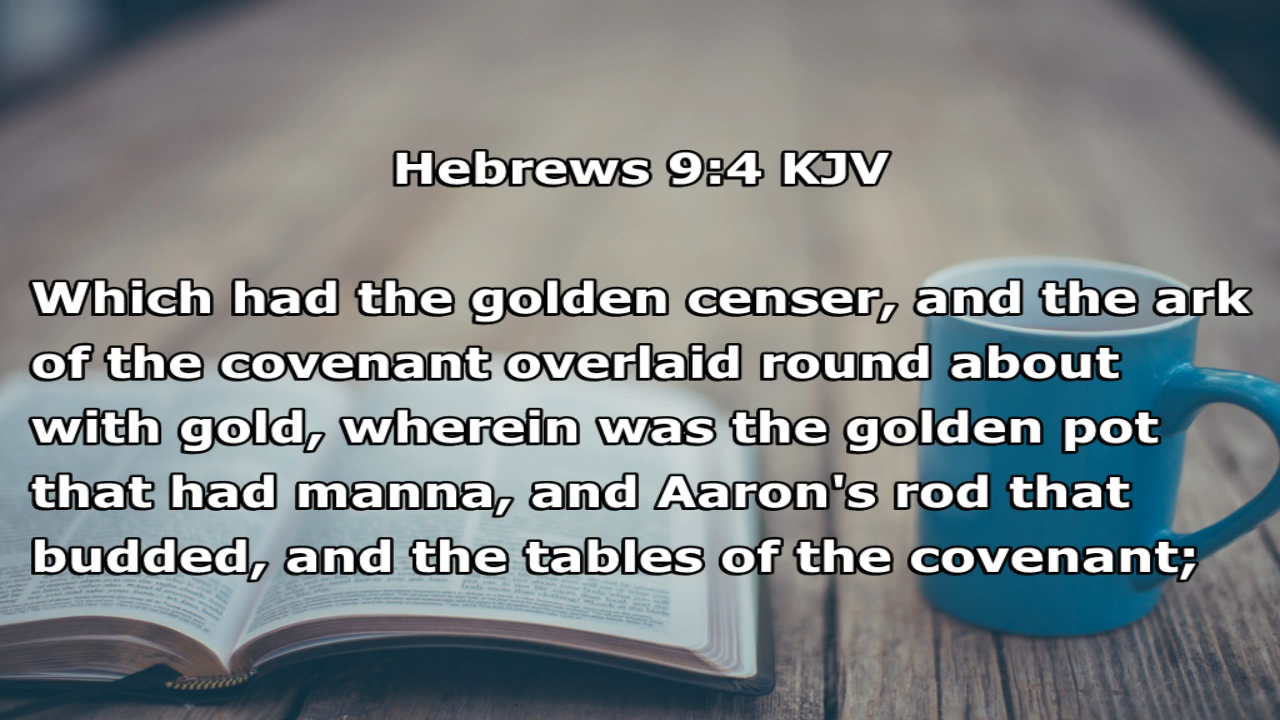 Hebrews 9:4 KJV
Which had the golden censer, and the ark
of the covenant overlaid round about
with gold, wherein was the golden pot
that had manna, and Aaron's rod that
budded, and the tables of the covenant;